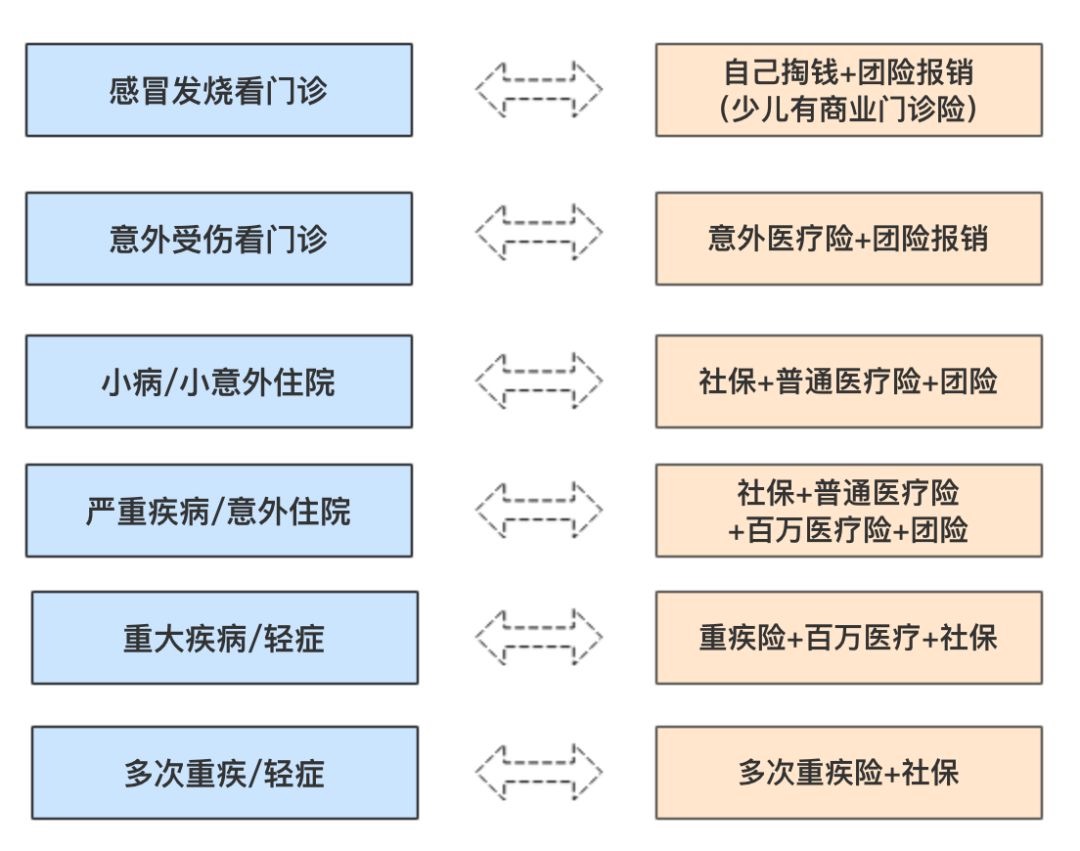 感冒发烧看门诊
自己掏钱+团险报销
(少儿有商业门诊险)
意外受伤看门诊
意外医疗险+团险报销
小病/小意外住院
社保+普通医疗险+团险
严重疾病/意外住院
社保+普通医疗险
+百万医疗险+团险
重大疾病/轻症
重疾险+百万医疗+社保
多次重疾/轻症
多次重疾险+社保